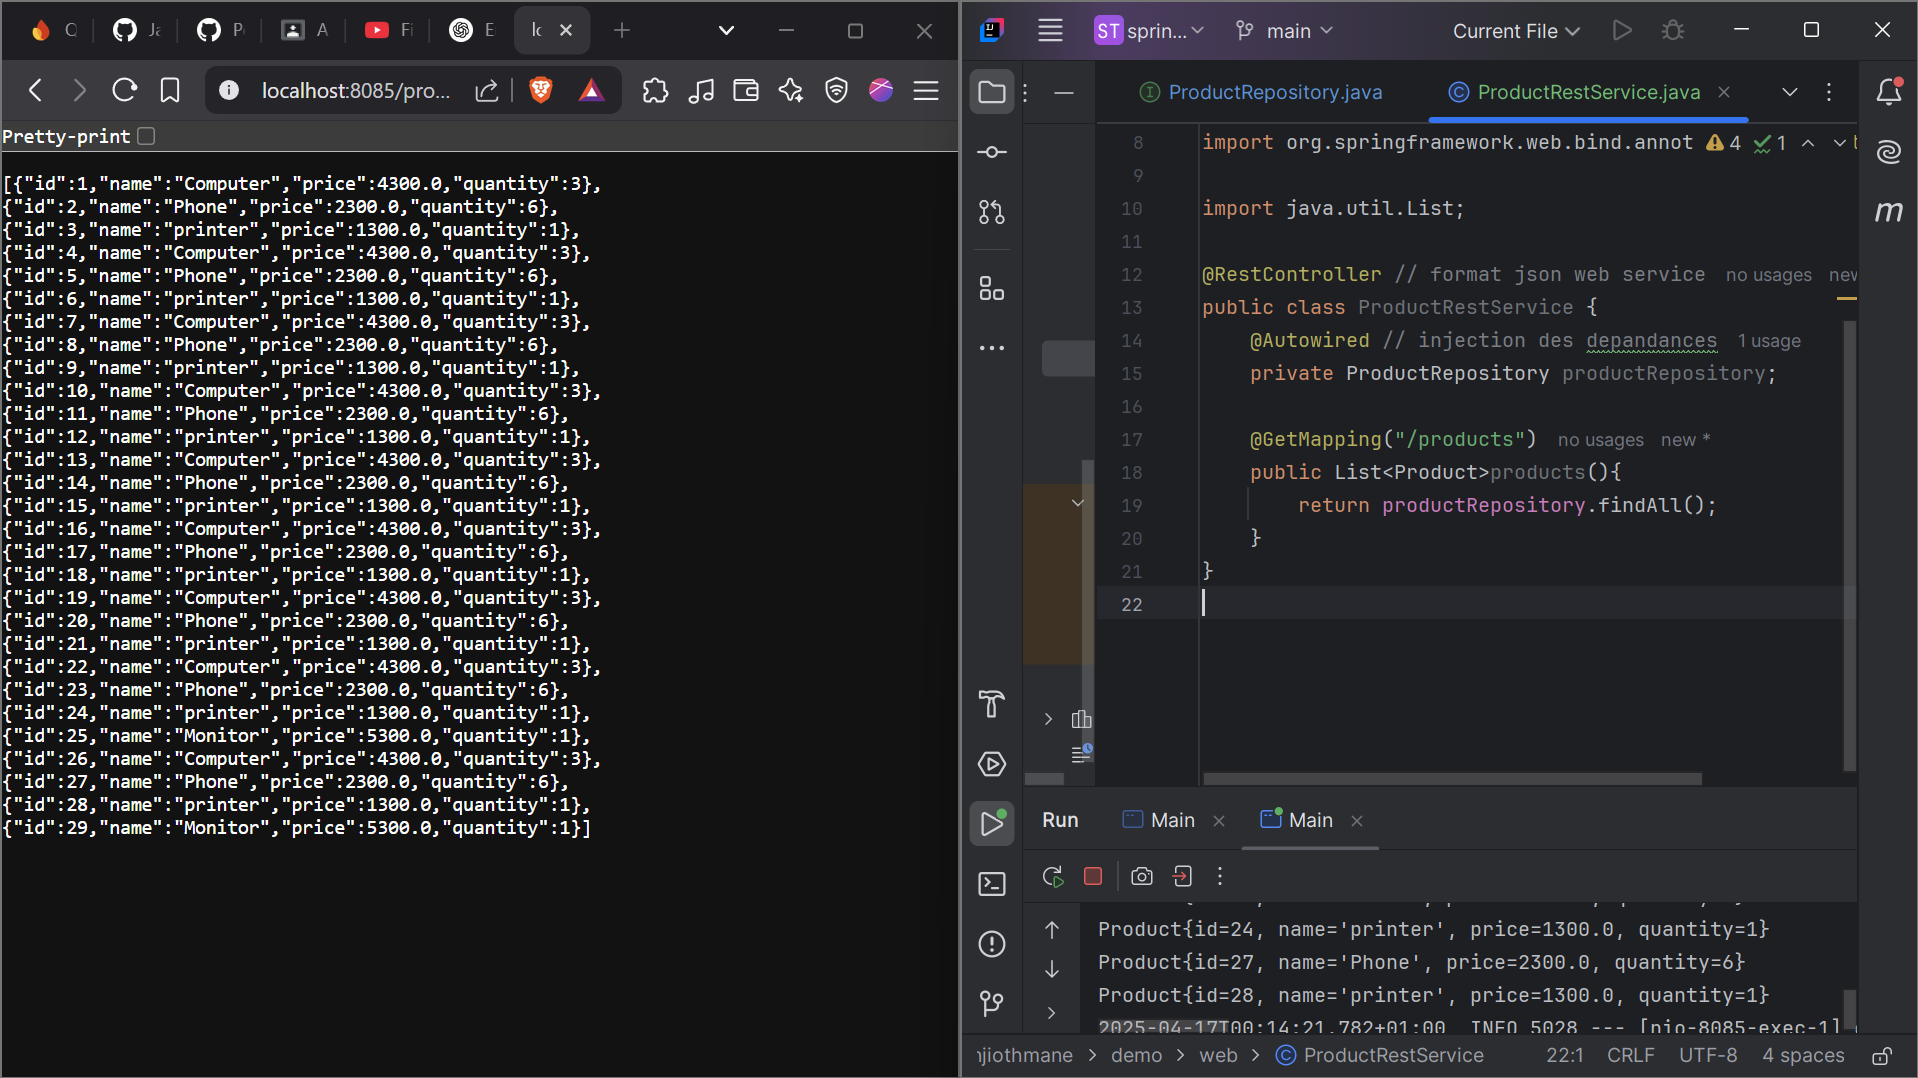 C
Ja
P
A
Fi
E
lc
localhost:8085/pro...
Pretty-print
[{"id":1,"name":"Computer","price":4300.0,"quantity":3},
{"id":2,"name":"Phone","price":2300.0,"quantity":6},
{"id":3,"name":"printer","price":1300.0,"quantity":1},
{"id":4,"name":"Computer","price":4300.0,"quantity":3},
{"id":5,"name":"Phone","price":2300.0,"quantity":6},
{"id":6,"name":"printer","price":1300.0,"quantity":1},
{"id":7,"name":"Computer","price":4300.0,"quantity":3},
{"id":8,"name":"Phone","price":2300.0,"quantity":6},
{"id":9,"name":"printer","price":1300.0,"quantity":1},
{"id":10,"name":"Computer","price":4300.0,"quantity":3},
{"id":11,"name":"Phone","price":2300.0,"quantity":6},
{"id":12,"name":"printer","price":1300.0,"quantity":1},
{"id":13,"name":"Computer","price":4300.0,"quantity":3},
{"id":14,"name":"Phone","price":2300.0,"quantity":6},
{"id":15,"name":"printer","price":1300.0,"quantity":1},
{"id":16,"name":"Computer","price":4300.0,"quantity":3},
{"id":17,"name":"Phone","price":2300.0,"quantity":6},
{"id":18,"name":"printer","price":1300.0,"quantity":1},
{"id":19,"name":"Computer","price":4300.0,"quantity":3},
{"id":20,"name":"Phone","price":2300.0,"quantity":6},
{"id":21,"name":"printer","price":1300.0,"quantity":1},
{"id":22,"name":"Computer","price":4300.0,"quantity":3},
{"id":23,"name":"Phone","price":2300.0,"quantity":6},
{"id":24,"name":"printer","price":1300.0,"quantity":1},
{"id":25,"name":"Monitor","price":5300.0,"quantity":1},
{"id":26,"name":"Computer","price":4300.0,"quantity":3},
{"id":27,"name":"Phone","price":2300.0,"quantity":6},
{"id":28,"name":"printer","price":1300.0,"quantity":1},
{"id":29,"name":"Monitor","price":5300.0,"quantity":1}]
ST sprin... main Current File
ProductRepository.java ProductRestService.java
8 import org.springframework.web.bind.annot 4 1
9
10 import java.util.List;
11
12 @RestController // format json web service no usages new
13 public class ProductRestService {
14 @Autowired // injection des depandances 1 usage
15 private ProductRepository productRepository;
16
17 @GetMapping("/products") no usages new *
18 public List<Product>products(){
19 return productRepository.findAll();
20 }
21 }
22
Run Main Main
Product{id=24, name='printer', price=1300.0, quantity=1}
Product{id=27, name='Phone', price=2300.0, quantity=6}
Product{id=28, name='printer', price=1300.0, quantity=1}
2025-04-17T00:14:21.782+01:00 INFO 5028 --- [nio-8085-exec-1]
njiothmane > demo > web > ProductRestService 22:1 CRLF UTF-8 4 spaces